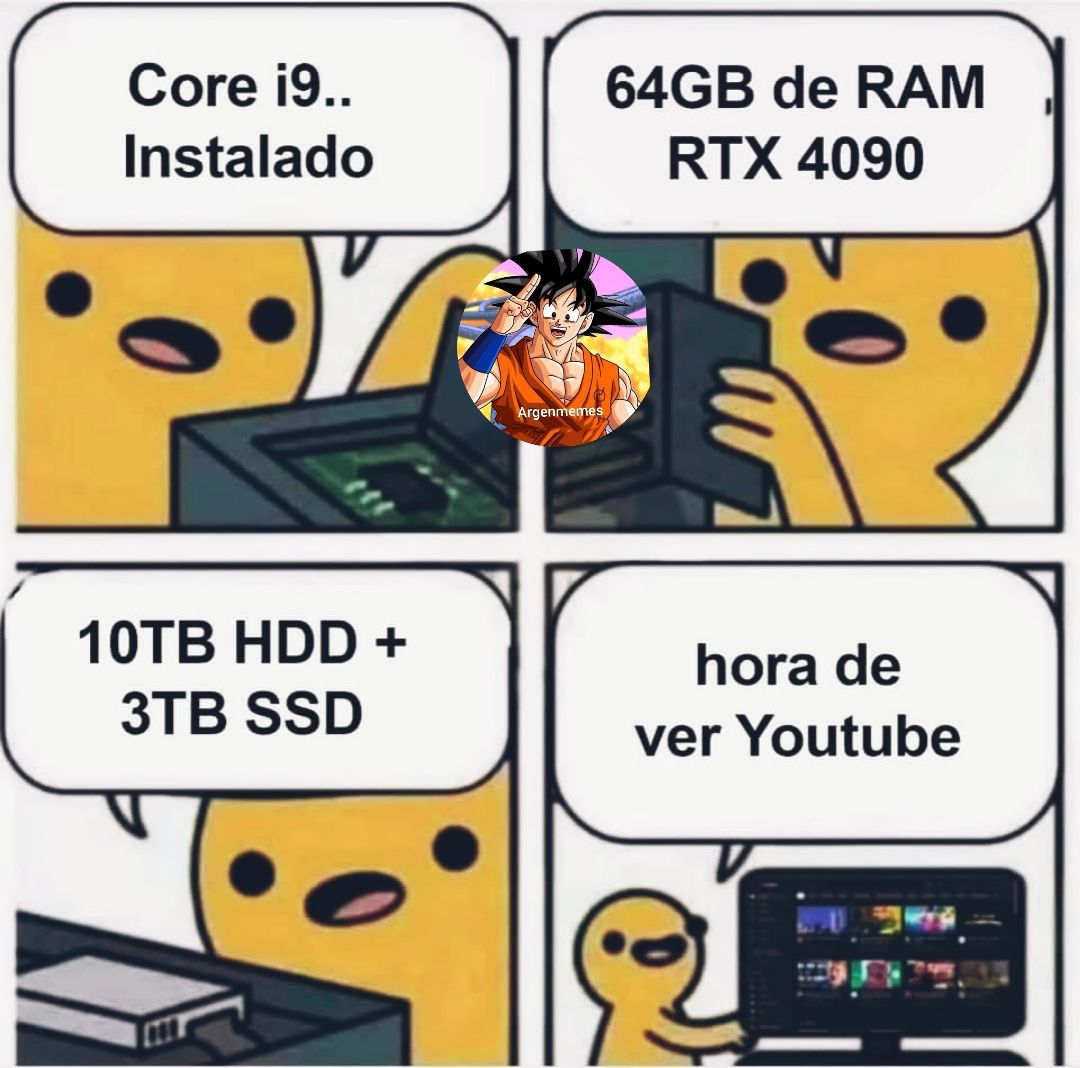 Core i9..
Instalado
64GB de RAM
RTX 4090
Argenmemes
10TB HDD +
3TB SSD
hora de
ver Youtube